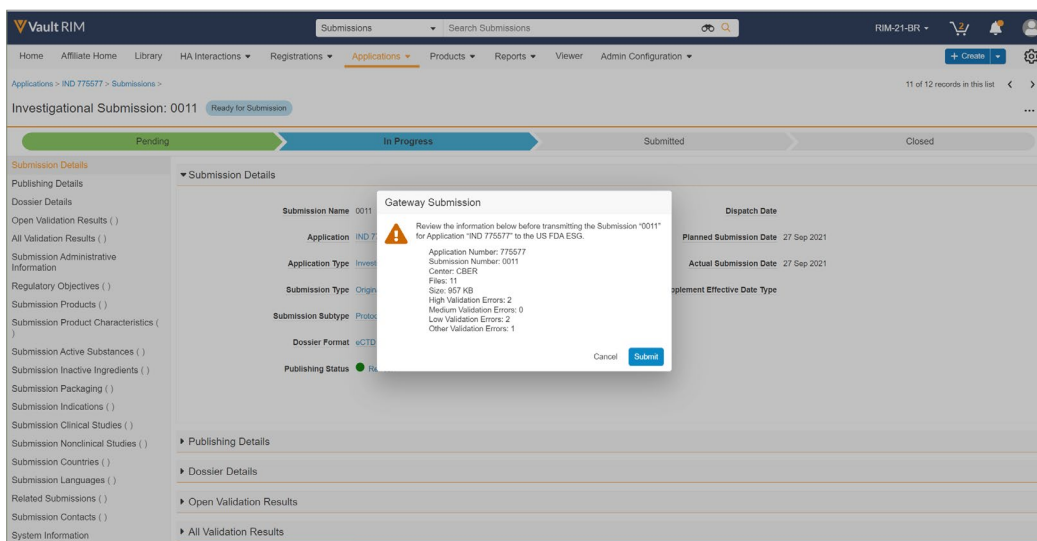 Vault RIM
Submissions
Search Submissions
RIM-21-BR
2
Home Affiliate Home Library HA Interactions Registrations Applications Products Reports Viewer Admin Configuration
+ Create
Applications > IND 775577 > Submissions >
11 of 12 records in this list
Investigational Submission: 0011 Ready for Submission
Pending In Progress Submitted Closed
Submission Details
Publishing Details
Dossier Details
Open Validation Results ( )
All Validation Results ( )
Submission Administrative
Information
Regulatory Objectives ( )
Submission Products ( )
Submission Product Characteristics (
)
Submission Active Substances ( )
Submission Inactive Ingredients ( )
Submission Packaging ( )
Submission Indications ( )
Submission Clinical Studies ( )
Submission Nonclinical Studies ( )
Submission Countries ( )
Submission Languages ( )
Related Submissions ( )
Submission Contacts ( )
System Information
Submission Details
Submission Name 0011
Application IND 77
Application Type Invest
Submission Type Origin
Submission Subtype Protoc
Dossier Format eCTD
Publishing Status Re
Dispatch Date
Planned Submission Date 27 Sep 2021
Actual Submission Date 27 Sep 2021
Effective Date Type
Gateway Submission
Review the information below before transmitting the Submission "0011"
for Application "IND 775577" to the US FDA ESG.
Application Number: 775577
Submission Number: 0011
Center: CBER
Files: 11
Size: 957 KB
High Validation Errors: 2
Medium Validation Errors: 0
Low Validation Errors: 2
Other Validation Errors: 1
Cancel Submit
Publishing Details
Dossier Details
Open Validation Results
All Validation Results